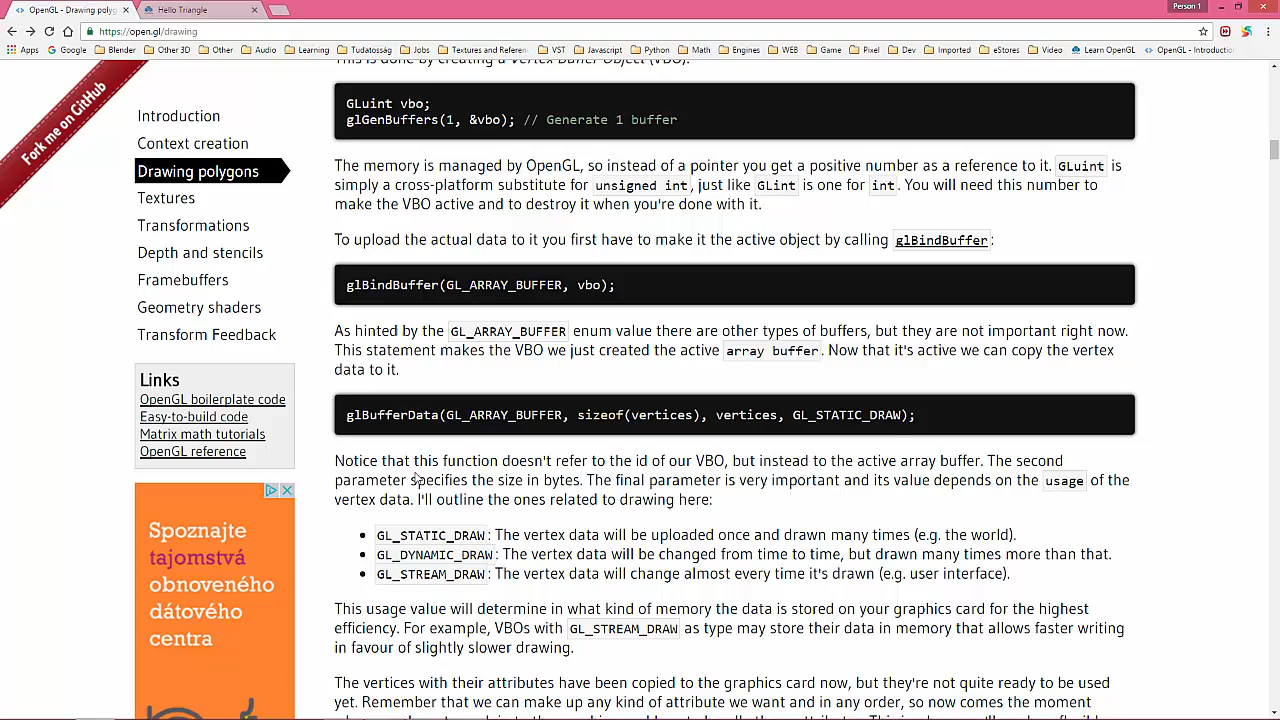 OpenGL - Drawing polyg
Hello Triangle
Person 1
https://open.gl/drawing
Apps
Google
Blender
Other 3D
Other
Audio
Learning
Tudatosság
Jobs
Textures and Referen
VST
Javascript
Python
Math
Engines
WEB
Game
Pixel
Dev
Imported
eStores
Video
Learn OpenGL
OpenGL - Introductio
Fork me on GitHub
Introduction
Context creation
Drawing polygons
Textures
Transformations
Depth and stencils
Framebuffers
Geometry shaders
Transform Feedback
Links
OpenGL boilerplate code
Easy-to-build code
Matrix math tutorials
OpenGL reference
Spoznajte
tajomstvá
obnoveného
dátového
centra
This is done by creating a Vertex Buffer Object (VBO):
GLuint vbo;
glGenBuffers(1, &vbo); // Generate 1 buffer
The memory is managed by OpenGL, so instead of a pointer you get a positive number as a reference to it. GLuint is
simply a cross-platform substitute for unsigned int, just like GLint is one for int. You will need this number to
make the VBO active and to destroy it when you're done with it.
To upload the actual data to it you first have to make it the active object by calling glBindBuffer:
glBindBuffer(GL_ARRAY_BUFFER, vbo);
As hinted by the GL_ARRAY_BUFFER enum value there are other types of buffers, but they are not important right now.
This statement makes the VBO we just created the active array buffer. Now that it's active we can copy the vertex
data to it.
glBufferData(GL_ARRAY_BUFFER, sizeof(vertices), vertices, GL_STATIC_DRAW);
Notice that this function doesn't refer to the id of our VBO, but instead to the active array buffer. The second
parameter specifies the size in bytes. The final parameter is very important and its value depends on the usage of the
vertex data. I'll outline the ones related to drawing here:
GL_STATIC_DRAW: The vertex data will be uploaded once and drawn many times (e.g. the world).
GL_DYNAMIC_DRAW: The vertex data will be changed from time to time, but drawn many times more than that.
GL_STREAM_DRAW: The vertex data will change almost every time it's drawn (e.g. user interface).
This usage value will determine in what kind of memory the data is stored on your graphics card for the highest
efficiency. For example, VBOs with GL_STREAM_DRAW as type may store their data in memory that allows faster writing
in favour of slightly slower drawing.
The vertices with their attributes have been copied to the graphics card now, but they're not quite ready to be used
yet. Remember that we can make up any kind of attribute we want and in any order, so now comes the moment